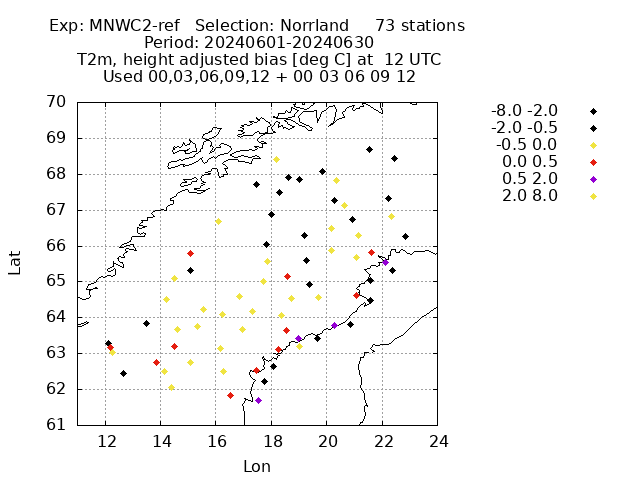 Exp: MNWC2-ref   Selection: Norrland     73 stations
Period: 20240601-20240630
T2m, height adjusted bias [deg C] at  12 UTC
Used 00,03,06,09,12 + 00 03 06 09 12
-8.0 -2.0
-2.0 -0.5
-0.5 0.0
0.0 0.5
0.5 2.0
2.0 8.0
70
69
68
67
66
65
64
63
62
61
Lat
12 14 16 18 20 22 24
Lon